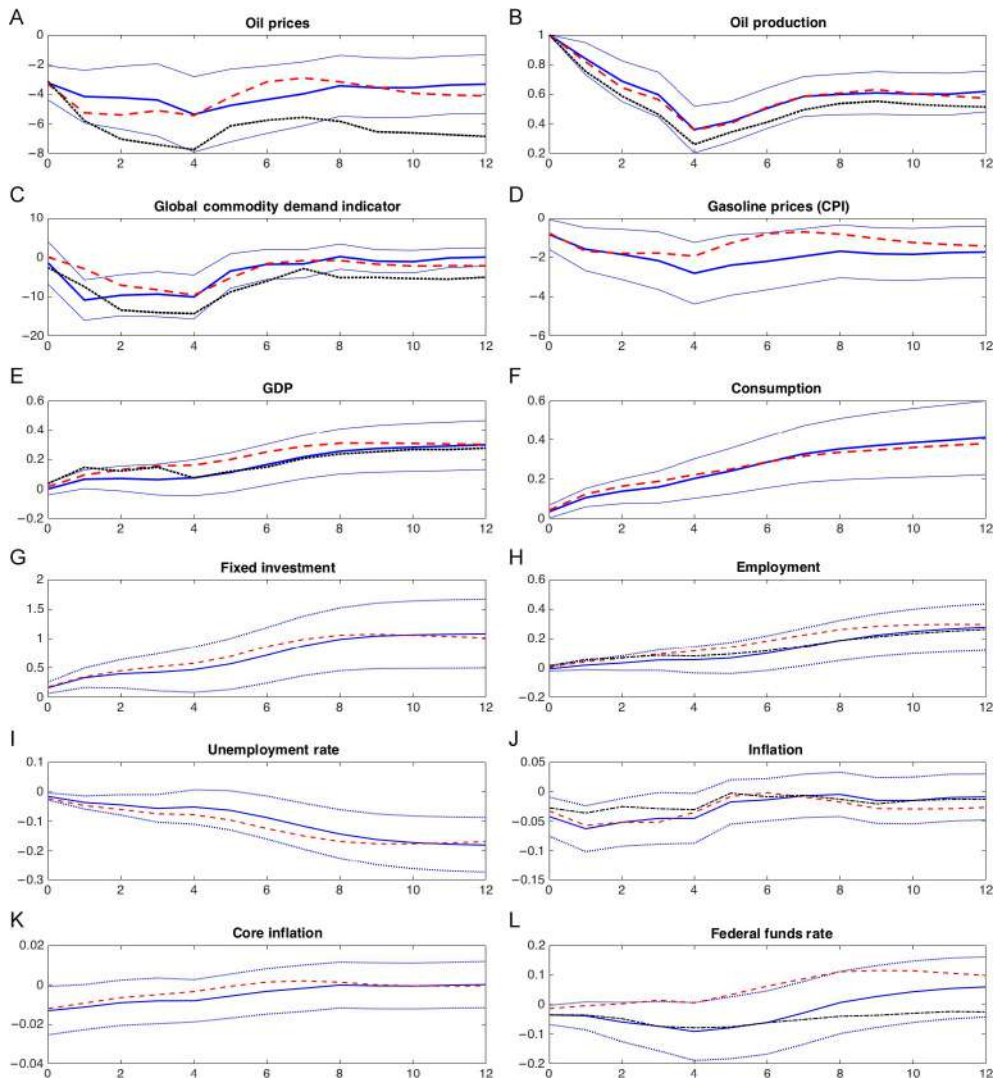 A
Oil prices
0
−2
−4
−6
−8
0 2 4 6 8 10 12
B
Oil production
1
0.8
0.6
0.4
0.2
0 2 4 6 8 10 12
C
Global commodity demand indicator
10
0
−10
−20
0 2 4 6 8 10 12
D
Gasoline prices (CPI)
0
−2
−4
−6
0 2 4 6 8 10 12
E
GDP
0.6
0.4
0.2
0
−0.2
0 2 4 6 8 10 12
F
Consumption
0.6
0.4
0.2
0
0 2 4 6 8 10 12
G
Fixed investment
2
1.5
1
0.5
0
0 2 4 6 8 10 12
H
Employment
0.6
0.4
0.2
0
−0.2
0 2 4 6 8 10 12
I
Unemployment rate
0.1
0
−0.1
−0.2
−0.3
0 2 4 6 8 10 12
J
Inflation
0.05
0
−0.05
−0.1
−0.15
0 2 4 6 8 10 12
K
Core inflation
0.02
0
−0.02
−0.04
0 2 4 6 8 10 12
L
Federal funds rate
0.2
0.1
0
−0.1
−0.2
0 2 4 6 8 10 12